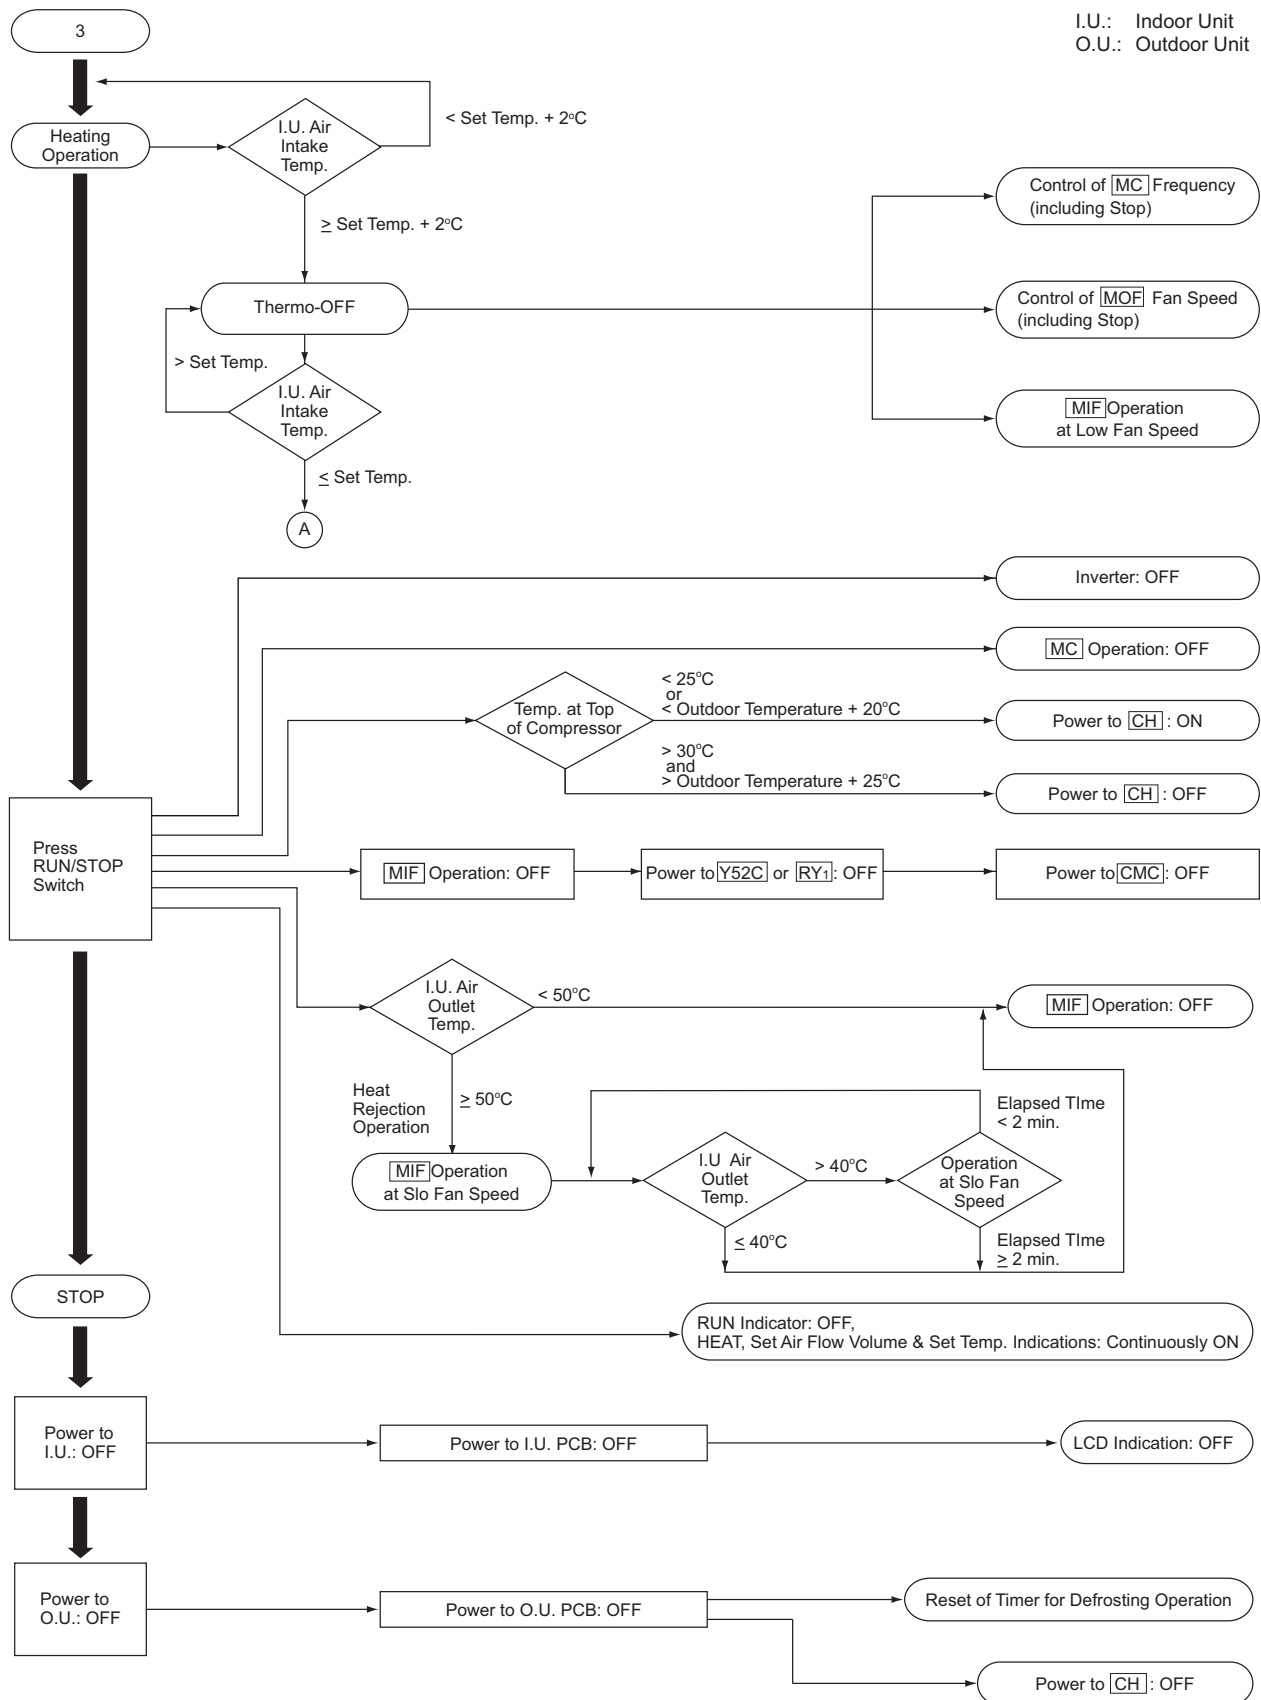 3
I.U.: Indoor Unit
O.U.: Outdoor Unit
Heating
Operation
I.U. Air
Intake
Temp.
< Set Temp. + 2°C
≥ Set Temp. + 2°C
Control of MC Frequency
(including Stop)
Thermo-OFF
Control of MOF Fan Speed
(including Stop)
> Set Temp.
I.U. Air
Intake
Temp.
MIF Operation
at Low Fan Speed
≤ Set Temp.
A
Inverter: OFF
MC Operation: OFF
Temp. at Top
of Compressor
< 25°C
or
< Outdoor Temperature + 20°C
Power to CH : ON
> 30°C
and
> Outdoor Temperature + 25°C
Power to CH : OFF
Press
RUN/STOP
Switch
MIF Operation: OFF
Power to Y52C or RY1: OFF
Power to CMC: OFF
I.U. Air
Outlet
Temp.
< 50°C
MIF Operation: OFF
Heat
Rejection
Operation
≥ 50°C
Elapsed TIme
< 2 min.
MIF Operation
at Slo Fan Speed
I.U Air
Outlet
Temp.
> 40°C
Operation
at Slo Fan
Speed
≤ 40°C
Elapsed TIme
≥ 2 min.
STOP
RUN Indicator: OFF,
HEAT, Set Air Flow Volume & Set Temp. Indications: Continuously ON
Power to
I.U.: OFF
Power to I.U. PCB: OFF
LCD Indication: OFF
Power to
O.U.: OFF
Power to O.U. PCB: OFF
Reset of Timer for Defrosting Operation
Power to CH : OFF